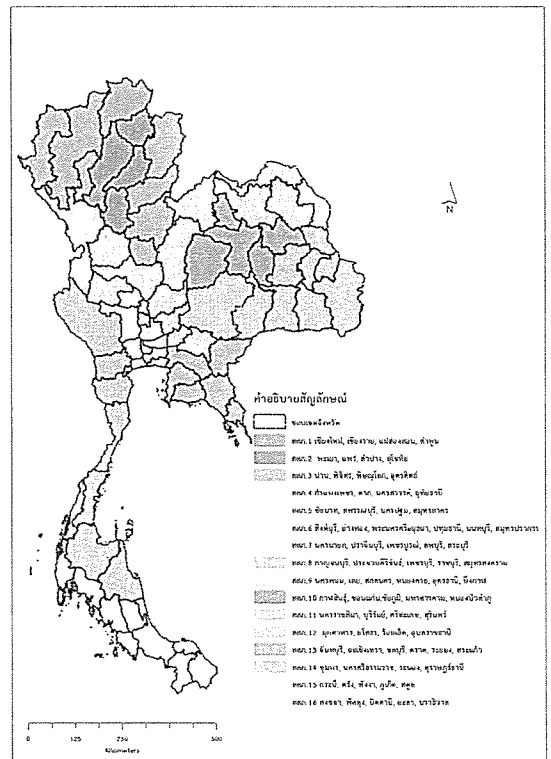 N
คำอธิบายสัญลักษณ์
ขอบเขตจังหวัด
สสภ.1 เชียงใหม่, เชียงราย, แม่ฮ่องสอน, ลำพูน
สสภ.2 พะเยา, แพร่, ลำปาง, สุโขทัย
สสภ.3 น่าน, พิจิตร, พิษณุโลก, อุตรดิตถ์
สสภ.4 กำแพงเพชร, ตาก, นครสวรรค์, อุทัยธานี
สสภ.5 ชัยนาท, สุพรรณบุรี, นครปฐม, สมุทรสาคร
สสภ.6 สิงห์บุรี, อ่างทอง, พระนครศรีอยุธยา, ปทุมธานี, นนทบุรี, สมุทรปราการ
สสภ.7 นครนายก, ปราจีนบุรี, เพชรบูรณ์, ลพบุรี, สระบุรี
สสภ.8 กาญจนบุรี, ประจวบคีรีขันธ์, เพชรบุรี, ราชบุรี, สมุทรสงคราม
สสภ.9 นครพนม, เลย, สกลนคร, หนองคาย, อุดรธานี, บึงกาฬ
สสภ.10 กาฬสินธุ์, ขอนแก่น,ชัยภูมิ, มหาสารคาม, หนองบัวลำภู
สสภ.11 นครราชสีมา, บุรีรัมย์, ศรีสะเกษ, สุรินทร์
สสภ.12 มุกดาหาร, ยโสธร, ร้อยเอ็ด, อุบลราชธานี
สสภ.13 จันทบุรี, ฉะเชิงเทรา, ชลบุรี, ตราด, ระยอง, สระแก้ว
สสภ.14 ชุมพร, นครศรีธรรมราช, ระนอง, สุราษฎร์ธานี
สสภ.15 กระบี่, ตรัง, พังงา, ภูเก็ต, สตูล
สสภ.16 สงขลา, พัทลุง, ปัตตานี, ยะลา, นราธิวาส
0 125 250 500
Kilometers